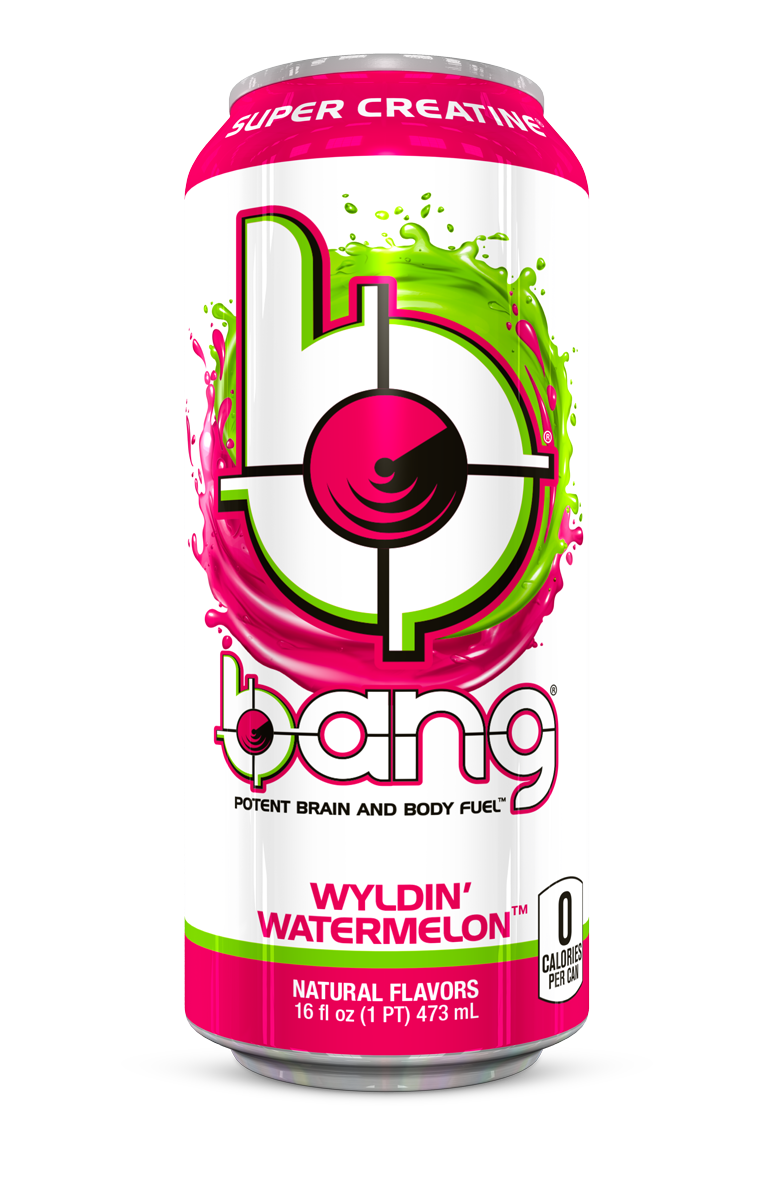 SUPER CREATINE®
b®
bang®
POTENT BRAIN AND BODY FUEL™
WYLDIN'
WATERMELON™
0
CALORIES
PER CAN
NATURAL FLAVORS
16 fl oz (1 PT) 473 mL